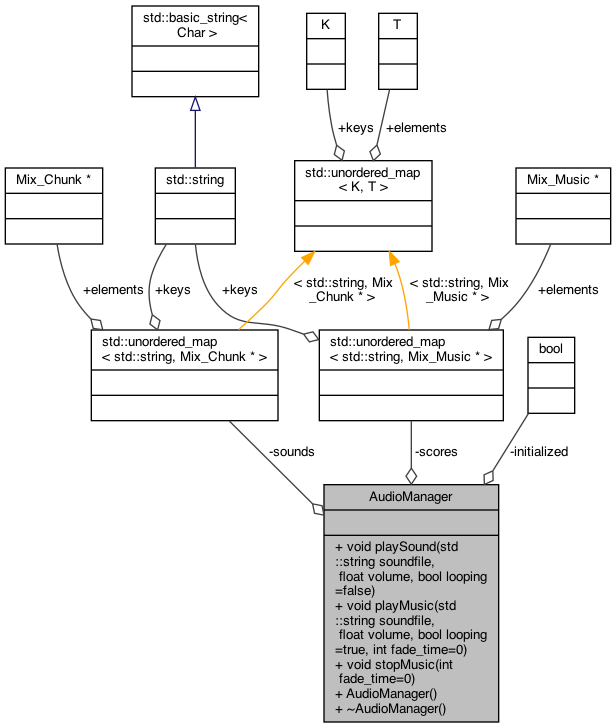 std::basic_string<
Char >
K
T
+keys
+elements
Mix_Chunk *
std::string
std::unordered_map
< K, T >
Mix_Music *
+elements
+keys
+keys
< std::string, Mix
_Chunk * >
< std::string, Mix
_Music * >
+elements
std::unordered_map
< std::string, Mix_Chunk * >
std::unordered_map
< std::string, Mix_Music * >
bool
-sounds
-scores
-initialized
AudioManager
+ void playSound(std
::string soundfile,
float volume, bool looping
=false)
+ void playMusic(std
::string soundfile,
float volume, bool looping
=true, int fade_time=0)
+ void stopMusic(int
fade_time=0)
+ AudioManager()
+ ~AudioManager()